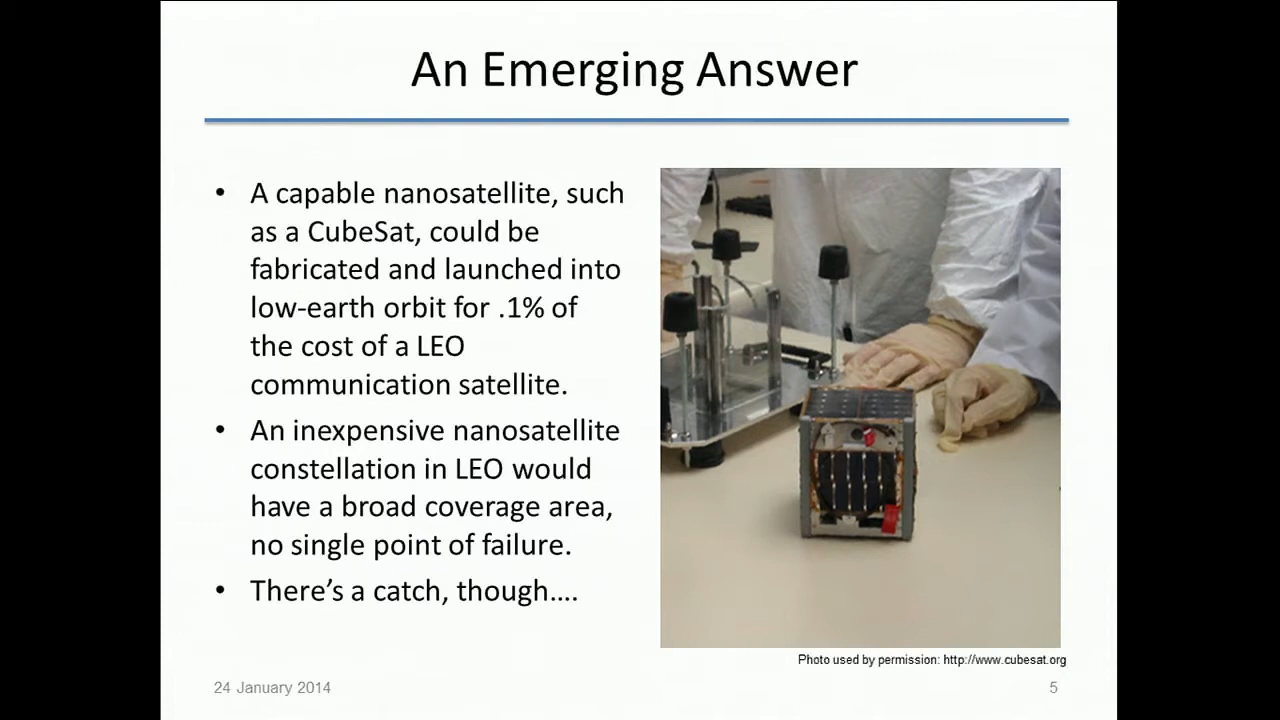 An Emerging Answer
• A capable nanosatellite, such
as a CubeSat, could be
fabricated and launched into
low-earth orbit for .1% of
the cost of a LEO
communication satellite.
• An inexpensive nanosatellite
constellation in LEO would
have a broad coverage area,
no single point of failure.
• There’s a catch, though….
Photo used by permission: http://www.cubesat.org
24 January 2014
5